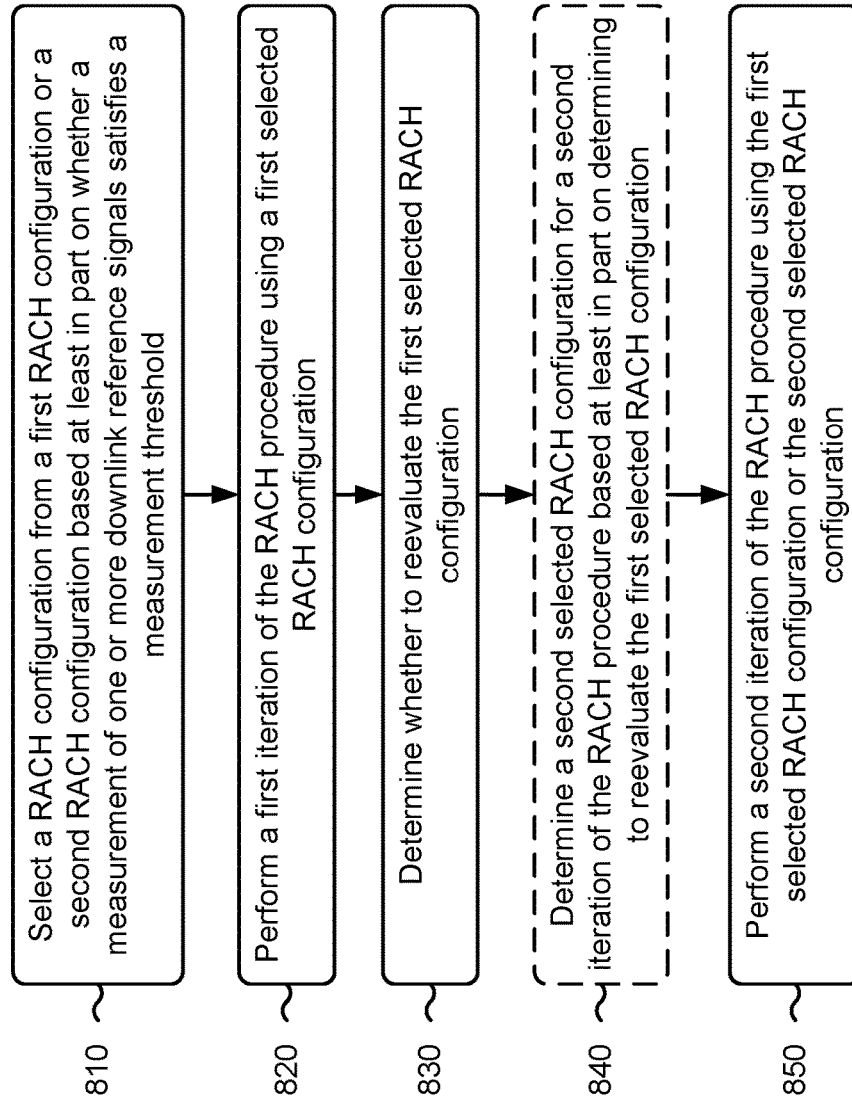 810
Select a RACH configuration from a first RACH configuration or a
second RACH configuration based at least in part on whether a
measurement of one or more downlink reference signals satisfies a
measurement threshold
820
Perform a first iteration of the RACH procedure using a first selected
RACH configuration
830
Determine whether to reevaluate the first selected RACH
configuration
840
Determine a second selected RACH configuration for a second
iteration of the RACH procedure based at least in part on determining
to reevaluate the first selected RACH configuration
850
Perform a second iteration of the RACH procedure using the first
selected RACH configuration or the second selected RACH
configuration